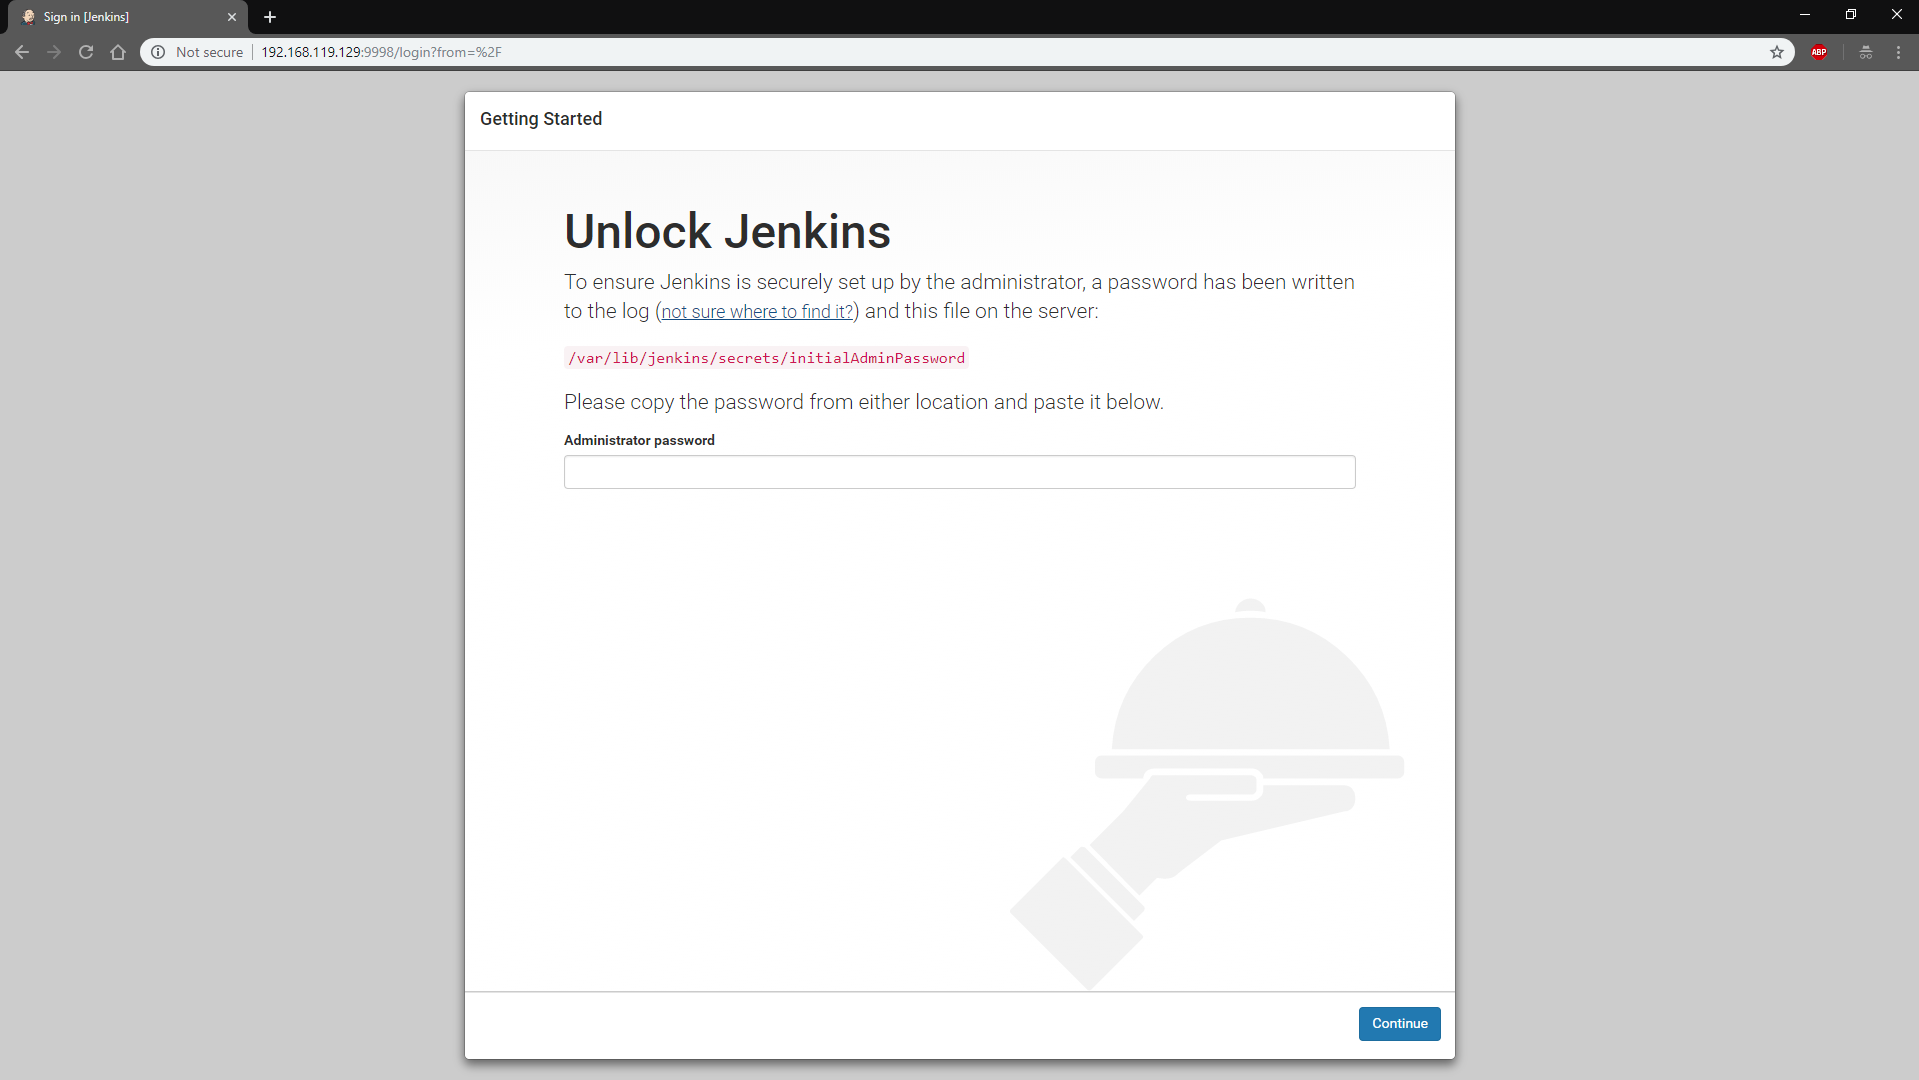 Sign in [Jenkins]
Not secure
192.168.119.129:9998/login?from=%2F
ABP
Getting Started
Unlock Jenkins
To ensure Jenkins is securely set up by the administrator, a password has been written
to the log (not sure where to find it?) and this file on the server:
/var/lib/jenkins/secrets/initialAdminPassword
Please copy the password from either location and paste it below.
Administrator password
Continue